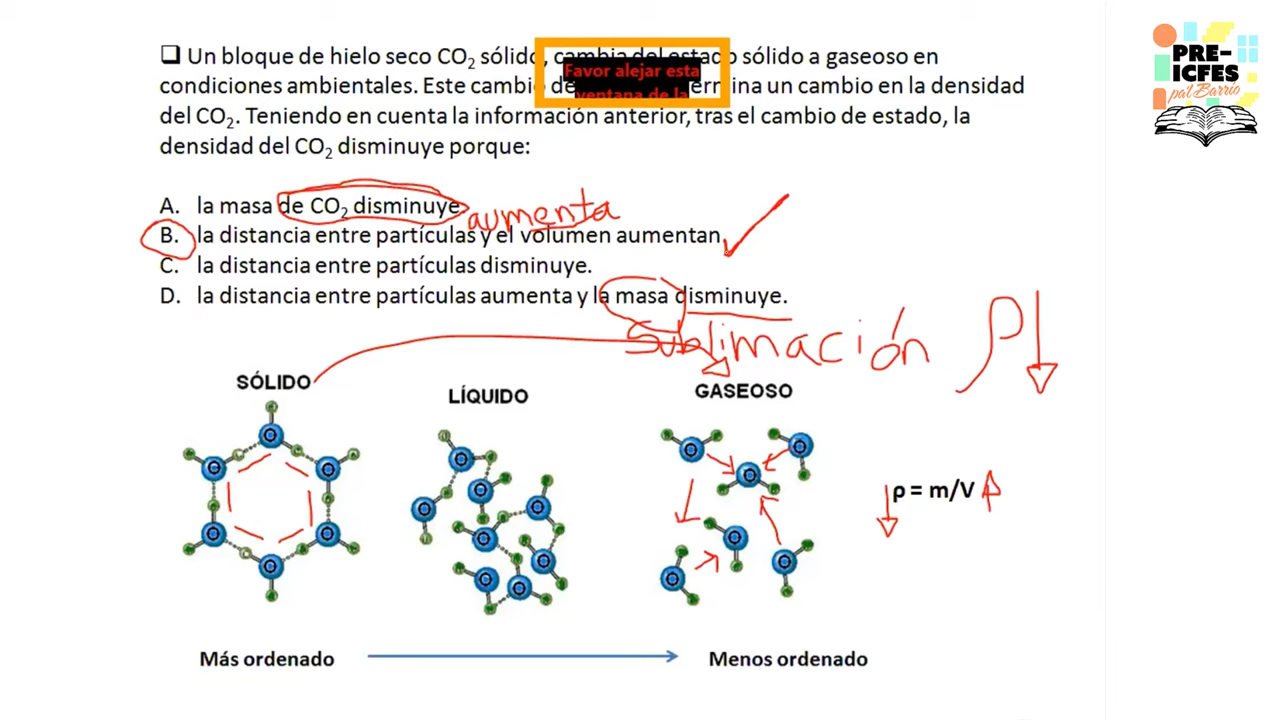 Un bloque de hielo seco CO₂ sólido, cambia del estado sólido a gaseoso en
condiciones ambientales. Este cambio de ermina un cambio en la densidad
del CO₂. Teniendo en cuenta la información anterior, tras el cambio de estado, la
densidad del CO₂ disminuye porque:
Favor alejar esta
ventana de la
PRE-
ICFES
pa'l Barrio
A. la masa de CO₂ disminuye.
aumenta
B. la distancia entre partículas y el volumen aumentan.
C. la distancia entre partículas disminuye.
D. la distancia entre partículas aumenta y la masa disminuye.
Sublimación ρ
SÓLIDO
LÍQUIDO
GASEOSO
ρ = m/V
Más ordenado
Menos ordenado